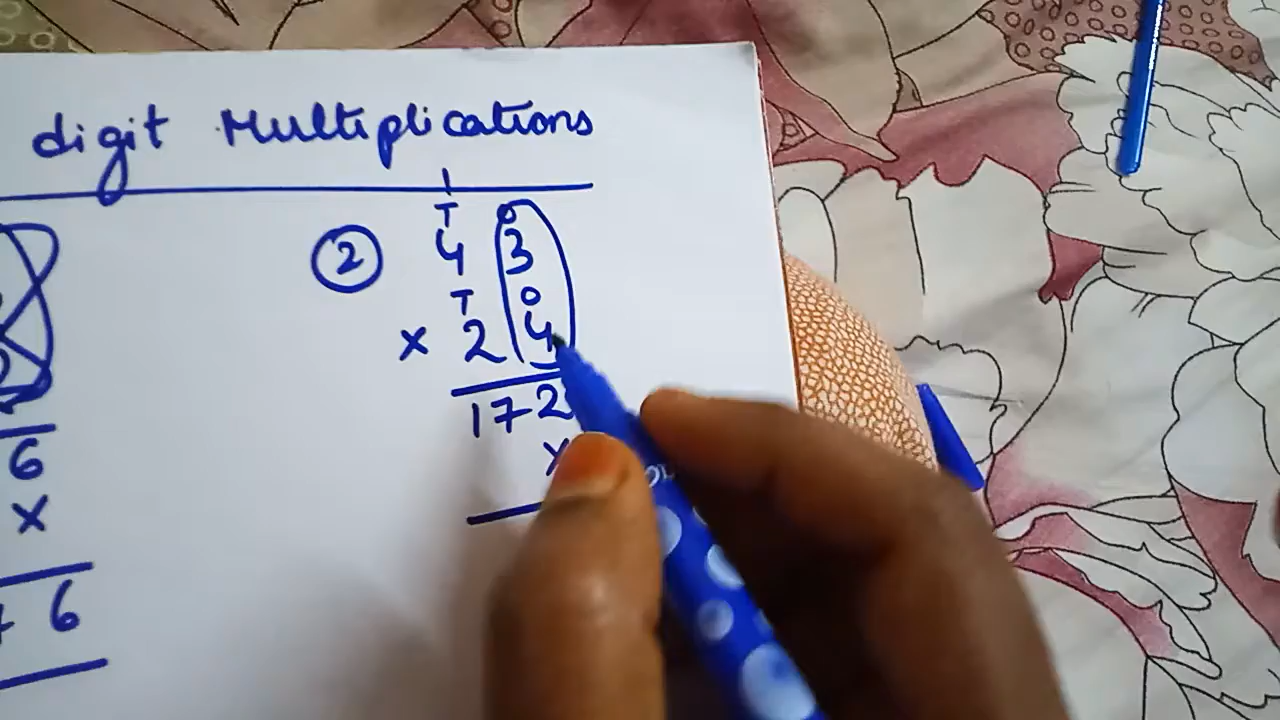 digit Multiplications
1
T O
② 4 3
T O
× 2 4
172
×
6
×
6